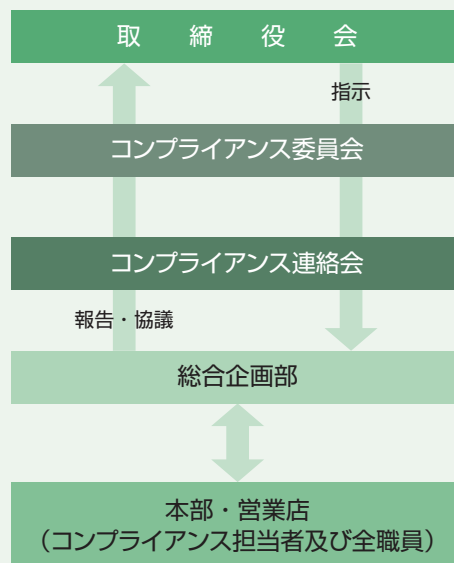 取締役会
指示
コンプライアンス委員会
コンプライアンス連絡会
報告・協議
総合企画部
本部・営業店
（コンプライアンス担当者及び全職員）